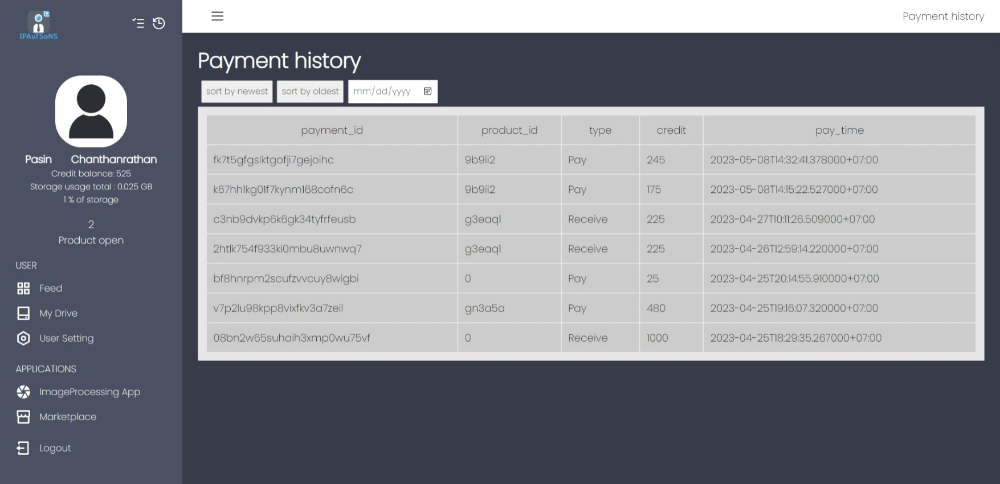 IPAuTSoNS
Pasin Chanthanrathan
Credit balance: 525
Storage usage total : 0.025 GB
1 % of storage
2
Product open
USER
Feed
My Drive
User Setting
APPLICATIONS
ImageProcessing App
Marketplace
Logout
Payment history
Payment history
sort by newest sort by oldest mm/dd/yyyy
payment_id product_id type credit pay_time
fk7t5gfgslktgofji7gejoihc 9b9ii2 Pay 245 2023-05-08T14:32:41.378000+07:00
k67hh1kg01f7kynm168cofn6c 9b9ii2 Pay 175 2023-05-08T14:15:22.527000+07:00
c3nb9dvkp6k6gk34tyfrfeusb g3eaq1 Receive 225 2023-04-27T10:11:26.509000+07:00
2htlk754f933ki0mbu8uwnwq7 g3eaq1 Receive 225 2023-04-26T12:59:14.220000+07:00
bf8hnrpm2scufzvvcuy8wlgbi 0 Pay 25 2023-04-25T20:14:55.910000+07:00
v7p2lu98kpp8vixfkv3a7zeil gn3a5a Pay 480 2023-04-25T19:16:07.320000+07:00
08bn2w65suhaih3xmp0wu75vf 0 Receive 1000 2023-04-25T18:29:35.267000+07:00